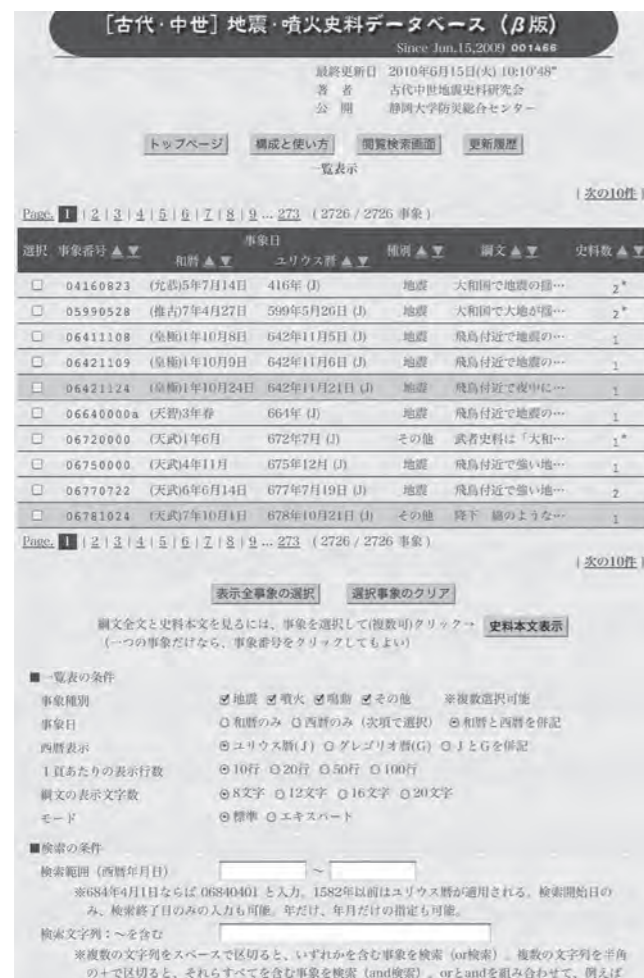 [古代･中世] 地震･噴火史料データベース (β版)
Since Jun,15,2009 001466
最終更新日 2010年6月15日(火) 10:10'48"
著 者 古代中世地震史料研究会
公 開 静岡大学防災総合センター
トップページ 構成と使い方 閲覧検索画面 更新履歴
一覧表示
| 次の10件 |
Page. 1 | 2 | 3 | 4 | 5 | 6 | 7 | 8 | 9 ... 273 (2726 / 2726 事象)
選択 事象番号 ▲▼ 事象日 和暦 ▲▼ ユリウス暦 ▲▼ 種別 ▲▼ 綱文 ▲▼ 史料数 ▲▼
04160823 (允恭)5年7月14日 416年 (J) 地震 大和国で地震の揺… 2*
05990528 (推古)7年4月27日 599年5月26日 (J) 地震 大和国で大地が揺… 2*
06411108 (皇極)1年10月8日 642年11月5日 (J) 地震 飛鳥付近で地震の… 1
06421109 (皇極)1年10月9日 642年11月6日 (J) 地震 飛鳥付近で地震の… 1
06421124 (皇極)1年10月24日 642年11月21日 (J) 地震 飛鳥付近で夜中に… 1
06640000a (天智)3年春 664年 (J) 地震 飛鳥付近で地震の… 1
06720000 (天武)1年6月 672年7月 (J) その他 武者史料は「大和… 1*
06750000 (天武)4年11月 675年12月 (J) 地震 飛鳥付近で強い地… 1
06770722 (天武)6年6月14日 677年7月19日 (J) 地震 飛鳥付近で強い地… 2
06781024 (天武)7年10月1日 678年10月21日 (J) その他 降下 綿のような… 1
Page. 1 | 2 | 3 | 4 | 5 | 6 | 7 | 8 | 9 ... 273 (2726 / 2726 事象)
| 次の10件 |
表示全事象の選択 選択事象のクリア
綱文全文と史料本文を見るには、事象を選択して(複数可)クリック→ 史料本文表示
(一つの事象だけなら、事象番号をクリックしてもよい)
■一覧表の条件
事象種別 地震 噴火 鳴動 その他 ※複数選択可能
事象日 和暦のみ 西暦のみ (次項で選択) 和暦と西暦を併記
西暦表示 ユリウス暦(J) グレゴリオ暦(G) JとGを併記
1頁あたりの表示行数 10行 20行 50行 100行
綱文の表示文字数 8文字 12文字 16文字 20文字
モード 標準 エキスパート
■検索の条件
検索範囲 (西暦年月日) ～
※684年4月1日ならば 06840401 と入力。1582年以前はユリウス暦が適用される。検索開始日の
み、検索終了日のみの入力も可能。年だけ、年月だけの指定も可能。
検索文字列：～を含む
※複数の文字列をスペースで区切ると、いずれかを含む事象を検索 (or検索)。複数の文字列を半角
の+で区切ると、それらすべてを含む事象を検索 (and検索)。orとandを組み合わせて、例えば